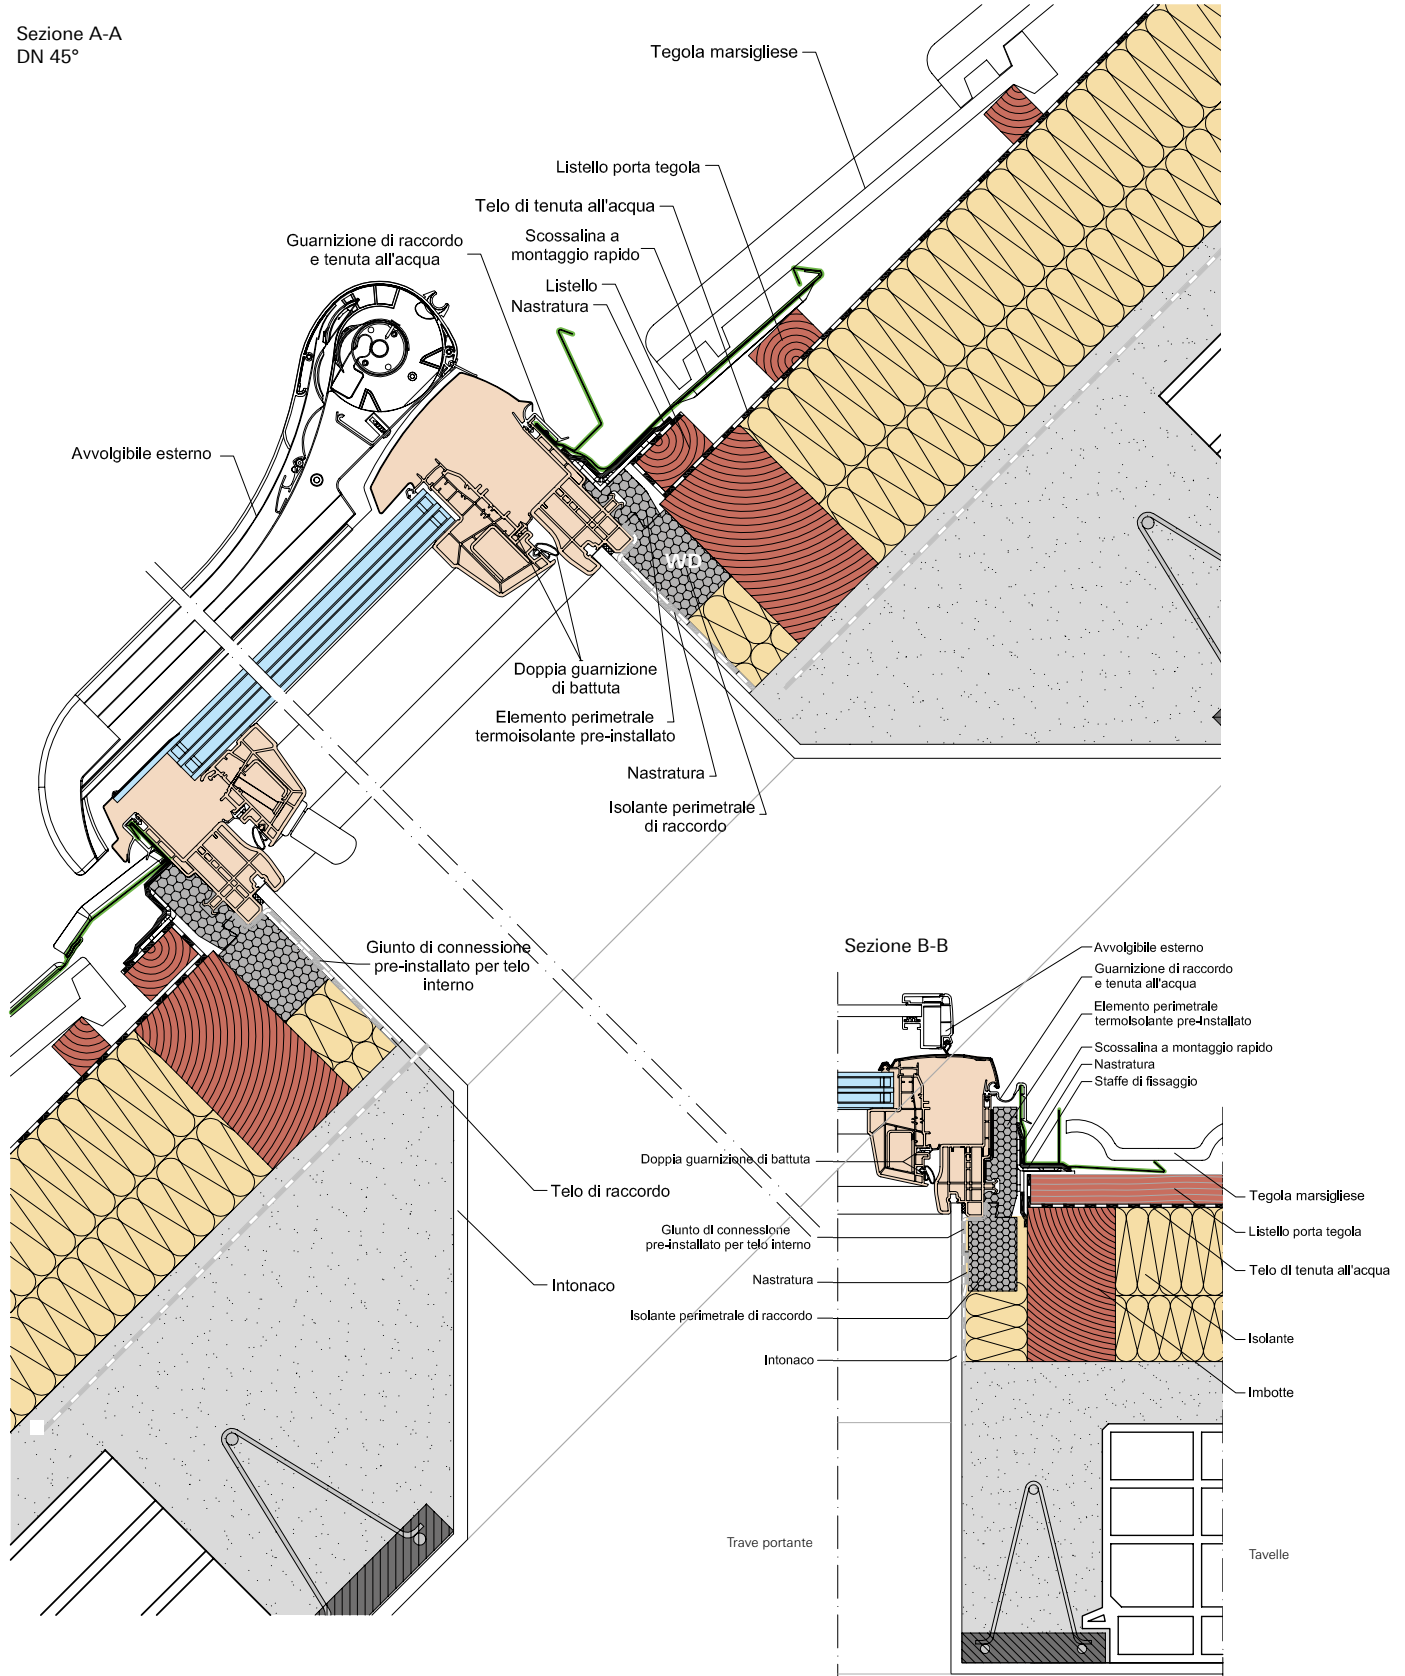 Sezione A-A
DN 45°
Tegola marsigliese
Listello porta tegola
Telo di tenuta all'acqua
Scossalina a
montaggio rapido
Guarnizione di raccordo
e tenuta all'acqua
Listello
Nastratura
Avvolgibile esterno
WD
Doppia guarnizione
di battuta
Elemento perimetrale
termoisolante pre-installato
Nastratura
Isolante perimetrale
di raccordo
Giunto di connessione
pre-installato per telo
interno
Telo di raccordo
Intonaco
Sezione B-B
Avvolgibile esterno
Guarnizione di raccordo
e tenuta all'acqua
Elemento perimetrale
termoisolante pre-Installato
Scossalina a montaggio rapido
Nastratura
Staffe di fissaggio
Doppia guarnizione di battuta
Tegola marsigliese
Giunto di connessione
pre-installato per telo interno
Listello porta tegola
Telo di tenuta all'acqua
Nastratura
Isolante perimetrale di raccordo
Isolante
Intonaco
Imbotte
Trave portante
Tavelle